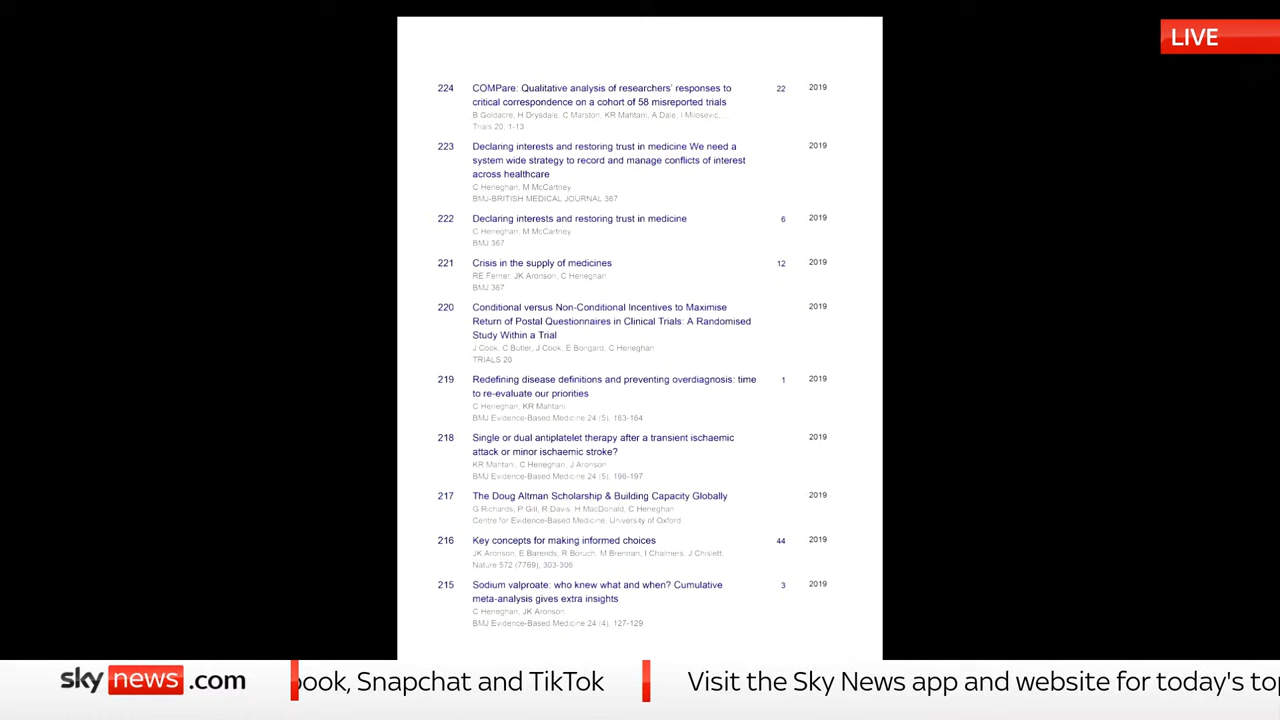 LIVE
224 COMPare: Qualitative analysis of researchers' responses to 22 2019
critical correspondence on a cohort of 58 misreported trials
B Goldacre, H Drysdale, C Marston, KR Mahtani, A Dale, I Milosevic, ...
Trials 20, 1-13
223 Declaring interests and restoring trust in medicine We need a 2019
system wide strategy to record and manage conflicts of interest
across healthcare
C Heneghan, M McCartney
BMJ-BRITISH MEDICAL JOURNAL 367
222 Declaring interests and restoring trust in medicine 6 2019
C Heneghan, M McCartney
BMJ 367
221 Crisis in the supply of medicines 12 2019
RE Ferner, JK Aronson, C Heneghan
BMJ 367
220 Conditional versus Non-Conditional Incentives to Maximise 2019
Return of Postal Questionnaires in Clinical Trials: A Randomised
Study Within a Trial
J Cook, C Butler, J Cook, E Bongard, C Heneghan
TRIALS 20
219 Redefining disease definitions and preventing overdiagnosis: time 1 2019
to re-evaluate our priorities
C Heneghan, KR Mahtani
BMJ Evidence-Based Medicine 24 (5), 163-164
218 Single or dual antiplatelet therapy after a transient ischaemic 2019
attack or minor ischaemic stroke?
KR Mahtani, C Heneghan, J Aronson
BMJ Evidence-Based Medicine 24 (5), 196-197
217 The Doug Altman Scholarship & Building Capacity Globally 2019
G Richards, P Gill, R Davis, H MacDonald, C Heneghan
Centre for Evidence-Based Medicine, University of Oxford
216 Key concepts for making informed choices 44 2019
JK Aronson, E Barends, R Boruch, M Brennan, I Chalmers, J Chislett,
Nature 572 (7769), 303-306
215 Sodium valproate: who knew what and when? Cumulative 3 2019
meta-analysis gives extra insights
C Heneghan, JK Aronson
BMJ Evidence-Based Medicine 24 (4), 127-129
sky news.com ook, Snapchat and TikTok Visit the Sky News app and website for today's top